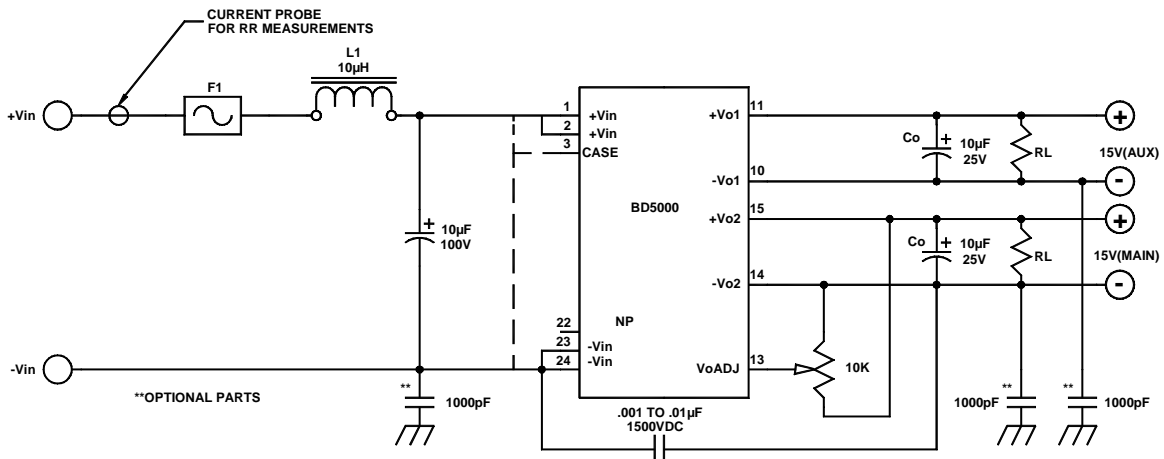 CURRENT PROBE
FOR RR MEASUREMENTS
L1
10µH
F1
+Vin
1
+Vin
2
+Vin
3
CASE
+Vo1
11
Co
+
10µF
25V
RL
+
15V(AUX)
-Vo1
10
-
BD5000
+Vo2
15
+
+
10µF
100V
Co
+
10µF
25V
RL
15V(MAIN)
-Vo2
14
-
NP
22
23
-Vin
24
-Vin
-Vin
VoADJ
13
10K
**OPTIONAL PARTS
**
1000pF
**
1000pF
**
1000pF
.001 TO .01µF
1500VDC